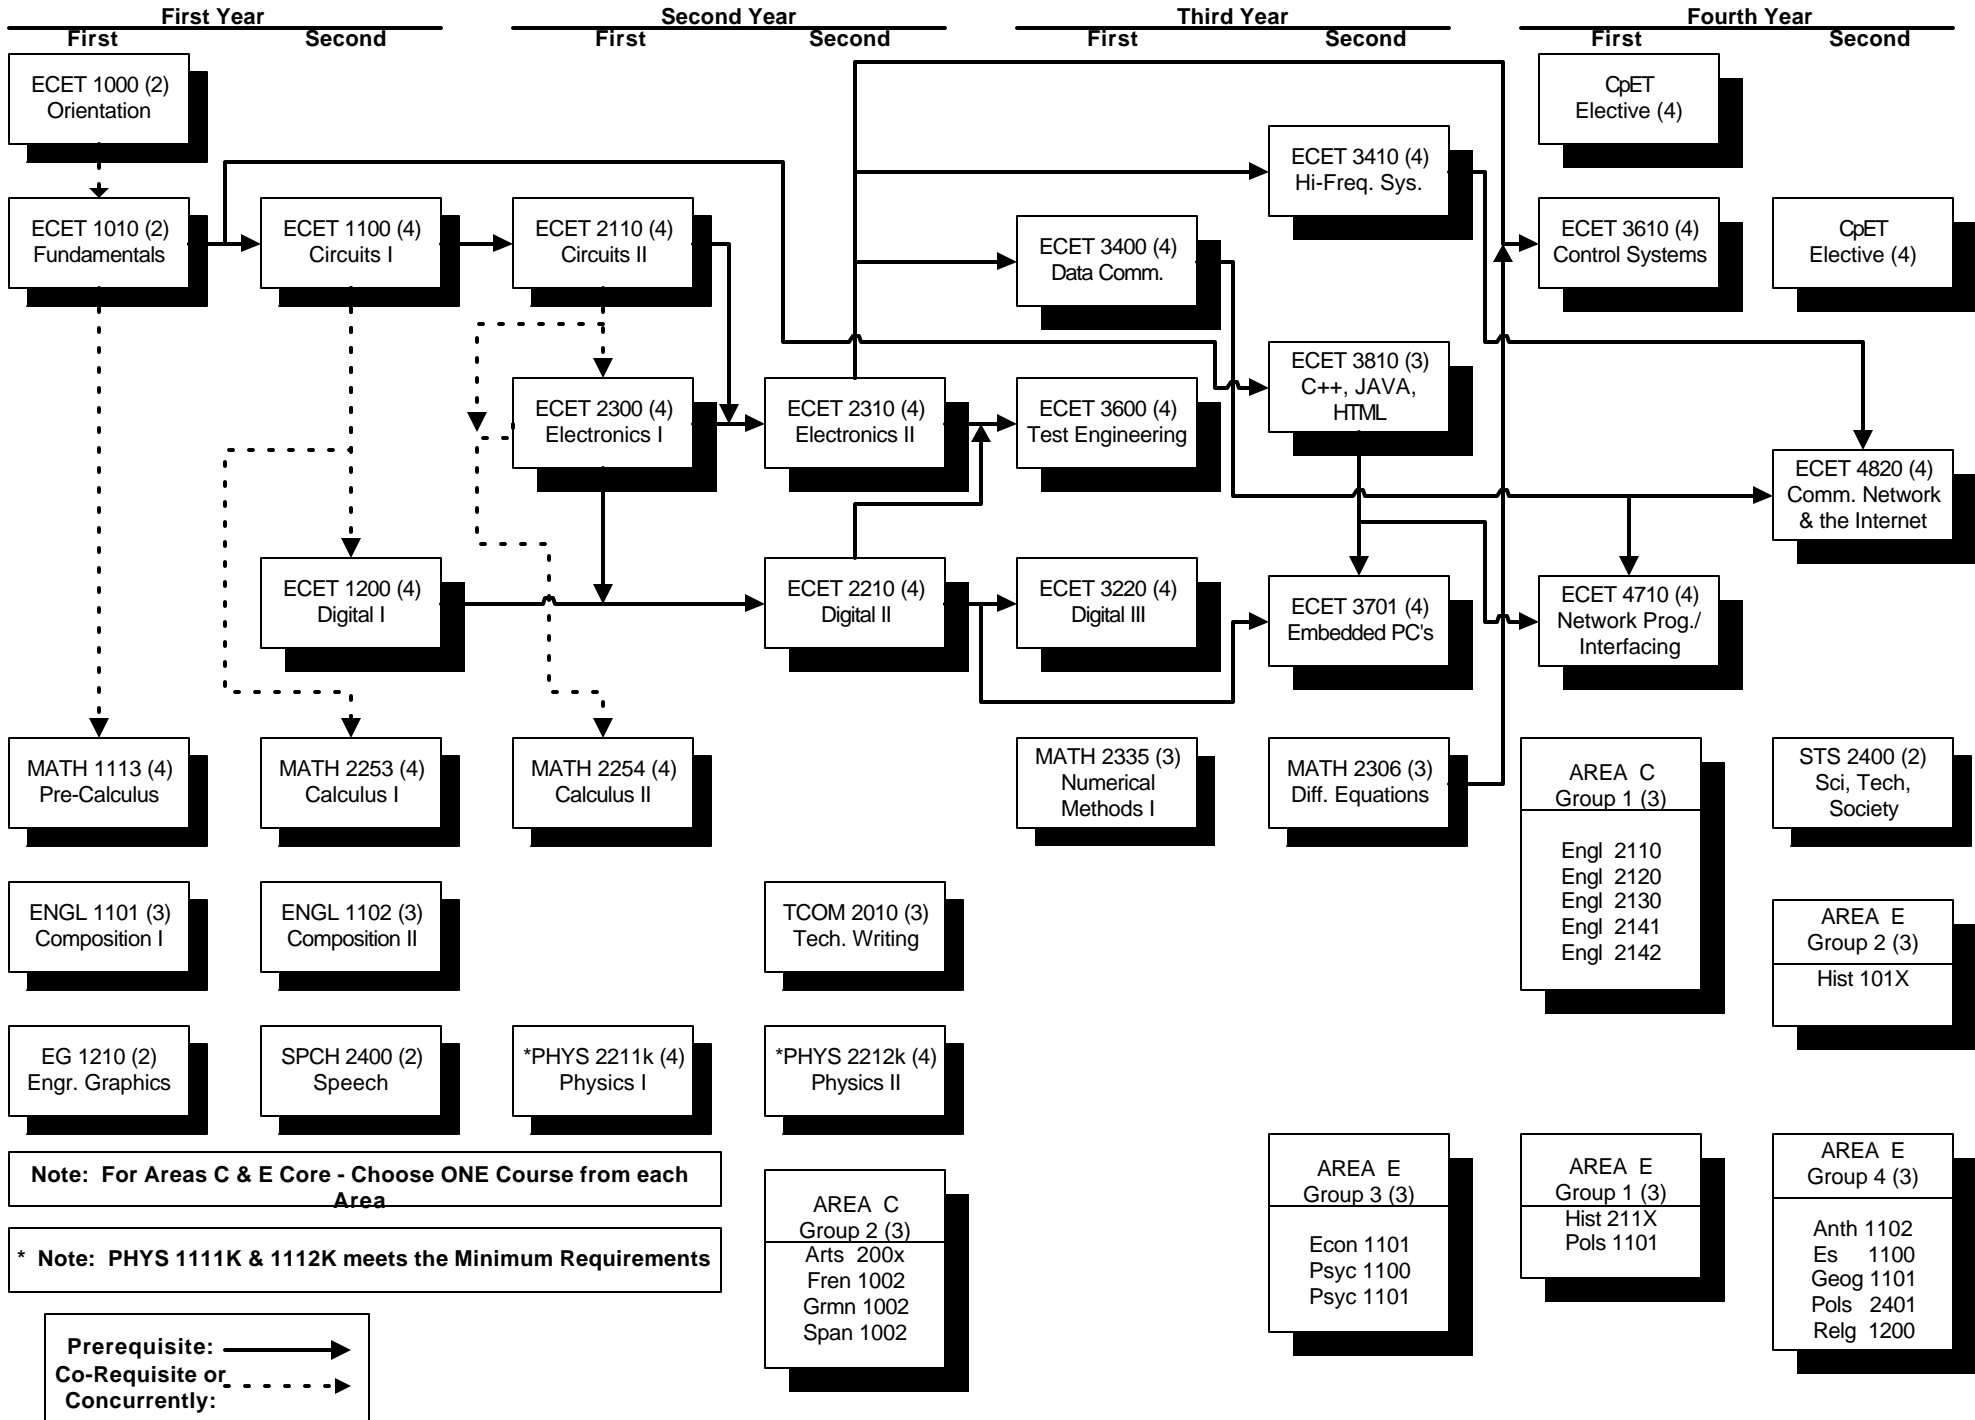 First Year
Second Year
Third Year
Fourth Year
First
Second
First
Second
First
Second
First
Second
ECET 1000 (2)
Orientation
CpET
Elective (4)
ECET 3410 (4)
Hi-Freq. Sys.
ECET 1010 (2)
Fundamentals
ECET 1100 (4)
Circuits I
ECET 2110 (4)
Circuits II
ECET 3400 (4)
Data Comm.
ECET 3610 (4)
Control Systems
CpET
Elective (4)
ECET 3810 (3)
C++, JAVA,
HTML
ECET 2300 (4)
Electronics I
ECET 2310 (4)
Electronics II
ECET 3600 (4)
Test Engineering
ECET 4820 (4)
Comm. Network
& the Internet
ECET 1200 (4)
Digital I
ECET 2210 (4)
Digital II
ECET 3220 (4)
Digital III
ECET 3701 (4)
Embedded PC's
ECET 4710 (4)
Network Prog./
Interfacing
MATH 1113 (4)
Pre-Calculus
MATH 2253 (4)
Calculus I
MATH 2254 (4)
Calculus II
MATH 2335 (3)
Numerical
Methods I
MATH 2306 (3)
Diff. Equations
AREA C
Group 1 (3)
Engl 2110
Engl 2120
Engl 2130
Engl 2141
Engl 2142
STS 2400 (2)
Sci, Tech,
Society
ENGL 1101 (3)
Composition I
ENGL 1102 (3)
Composition II
TCOM 2010 (3)
Tech. Writing
AREA E
Group 2 (3)
Hist 101X
EG 1210 (2)
Engr. Graphics
SPCH 2400 (2)
Speech
*PHYS 2211k (4)
Physics I
*PHYS 2212k (4)
Physics II
Note: For Areas C & E Core - Choose ONE Course from each
Area
* Note: PHYS 1111K & 1112K meets the Minimum Requirements
AREA C
Group 2 (3)
Arts 200x
Fren 1002
Grmn 1002
Span 1002
AREA E
Group 3 (3)
Econ 1101
Psyc 1100
Psyc 1101
AREA E
Group 1 (3)
Hist 211X
Pols 1101
AREA E
Group 4 (3)
Anth 1102
Es 1100
Geog 1101
Pols 2401
Relg 1200
Prerequisite:
Co-Requisite or
Concurrently: